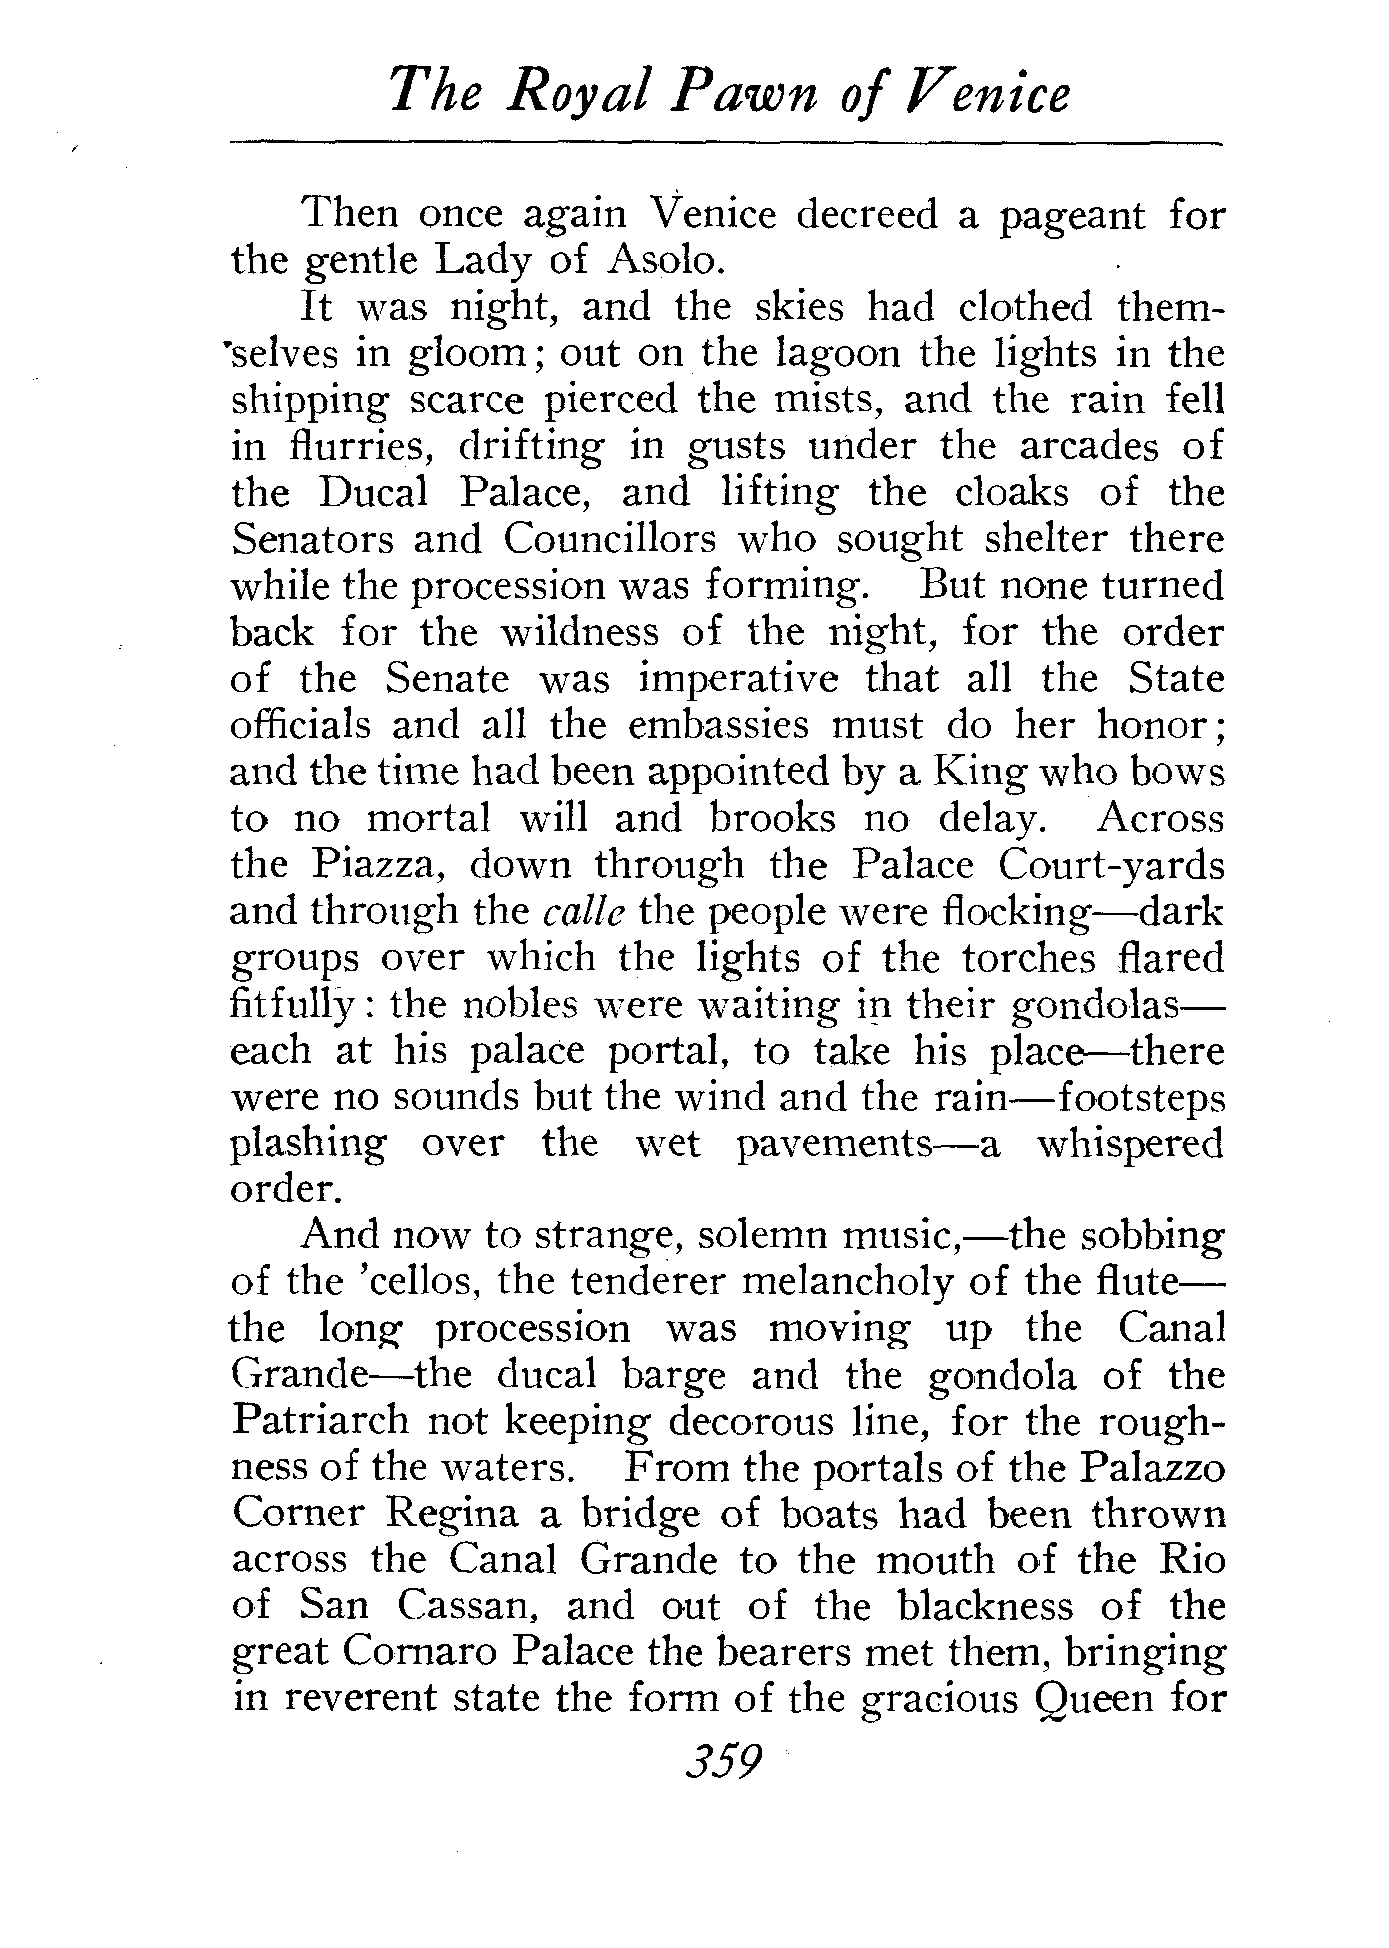 The Royal Pawn of Venice
Then once again Venice decreed a pageant for
the gentle Lady of Asolo.
It was night, and the skies had clothed them-
selves in gloom; out on the lagoon the lights in the
shipping scarce pierced the mists, and the rain fell
in flurries, drifting in gusts under the arcades of
the Ducal Palace, and lifting the cloaks of the
Senators and Councillors who sought shelter there
while the procession was forming. But none turned
back for the wildness of the night, for the order
of the Senate was imperative that all the State
officials and all the embassies must do her honor;
and the time had been appointed by a King who bows
to no mortal will and brooks no delay. Across
the Piazza, down through the Palace Court-yards
and through the calle the people were flocking—dark
groups over which the lights of the torches flared
fitfully: the nobles were waiting in their gondolas—
each at his palace portal, to take his place—there
were no sounds but the wind and the rain—footsteps
plashing over the wet pavements—a whispered
order.
And now to strange, solemn music,—the sobbing
of the 'cellos, the tenderer melancholy of the flute—
the long procession was moving up the Canal
Grande—the ducal barge and the gondola of the
Patriarch not keeping decorous line, for the rough-
ness of the waters. From the portals of the Palazzo
Corner Regina a bridge of boats had been thrown
across the Canal Grande to the mouth of the Rio
of San Cassan, and out of the blackness of the
great Cornaro Palace the bearers met them, bringing
in reverent state the form of the gracious Queen for
359